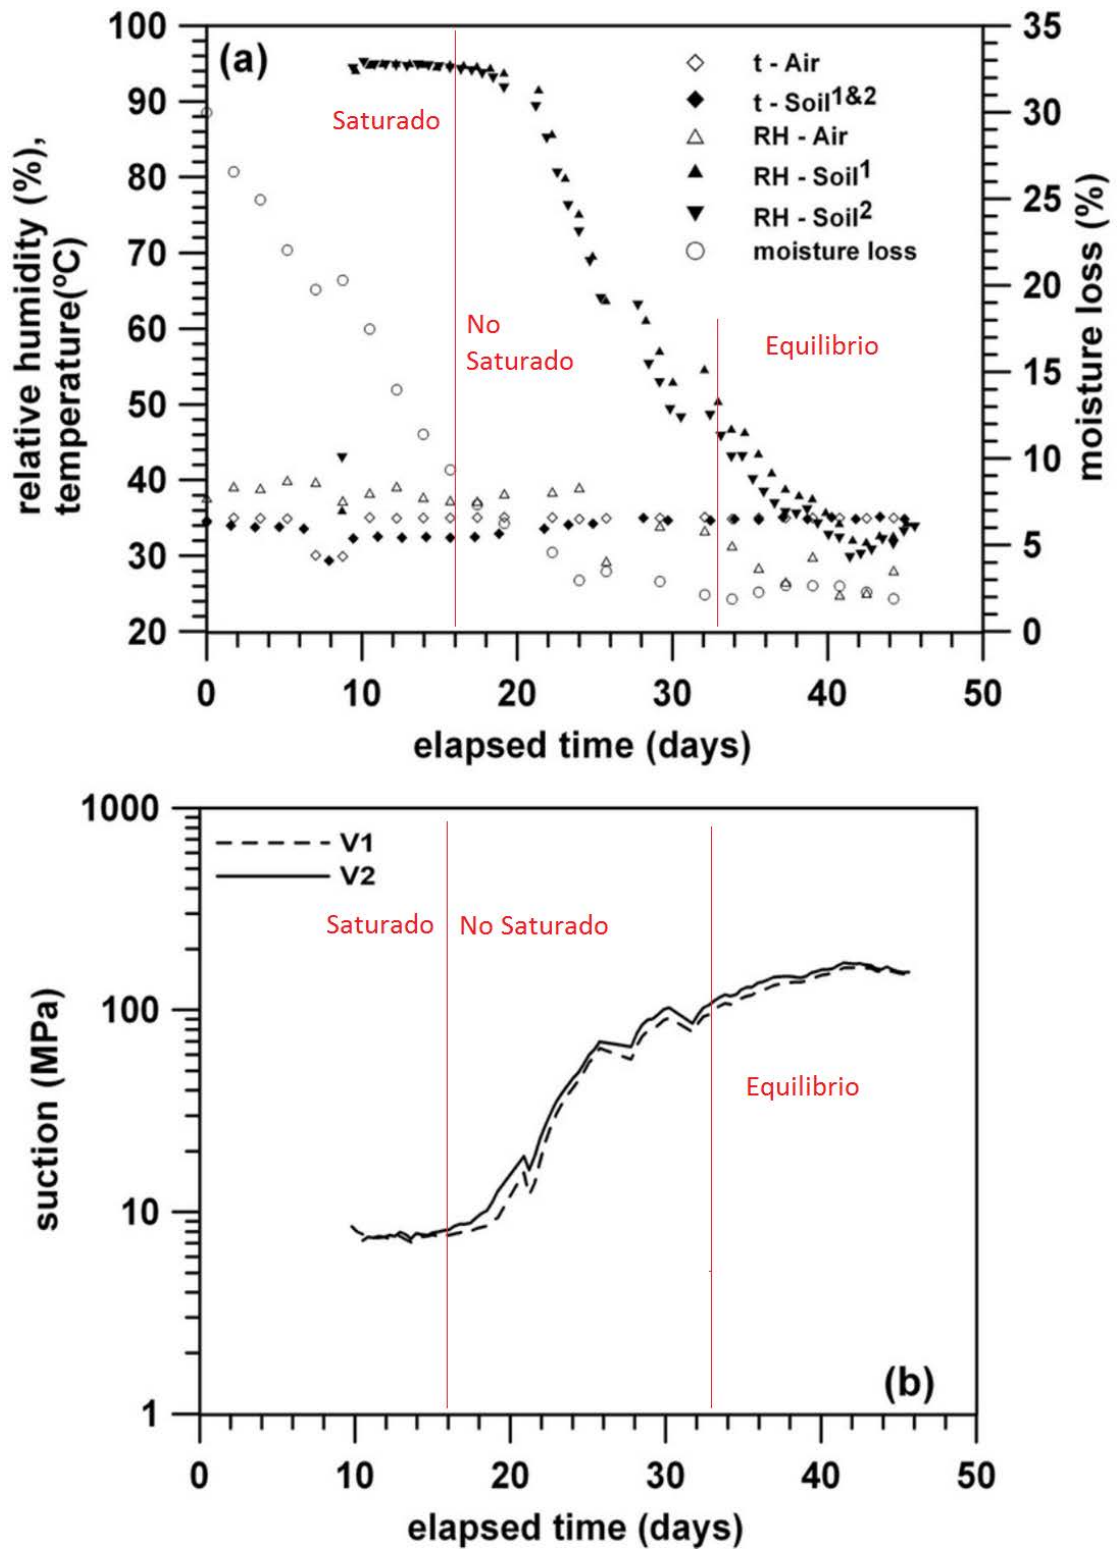 (a)
100
90
80
70
60
50
40
30
20
relative humidity (%),
temperature(ºC)
35
30
25
20
15
10
5
0
moisture loss (%)
t - Air
t - Soil1&2
RH - Air
RH - Soil1
RH - Soil2
moisture loss
Saturado
No
Saturado
Equilibrio
0 10 20 30 40 50
elapsed time (days)
1000
100
10
1
suction (MPa)
V1
V2
Saturado
No Saturado
Equilibrio
(b)
0 10 20 30 40 50
elapsed time (days)